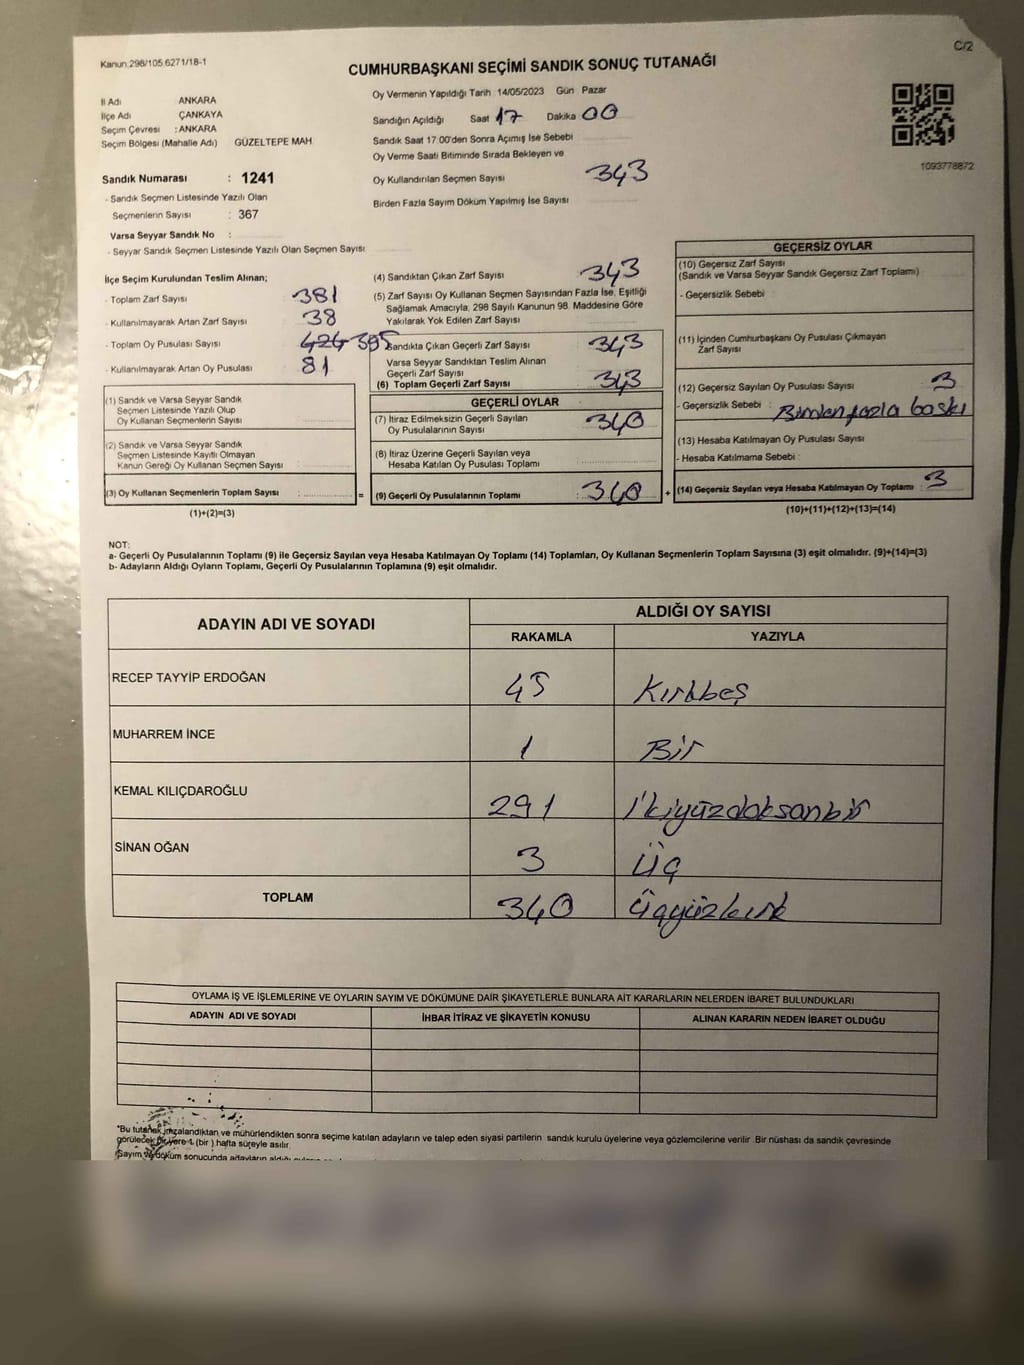 C/2
Kanun:298/105.6271/18-1
CUMHURBAŞKANI SEÇİMİ SANDIK SONUÇ TUTANAĞI
İl Adı ANKARA
İlçe Adı ÇANKAYA
Seçim Çevresi : ANKARA
Seçim Bölgesi (Mahalle Adı) GÜZELTEPE MAH
Sandık Numarası : 1241
- Sandık Seçmen Listesinde Yazılı Olan
Seçmenlerin Sayısı : 367
Varsa Seyyar Sandık No :
- Seyyar Sandık Seçmen Listesinde Yazılı Olan Seçmen Sayısı
Oy Vermenin Yapıldığı Tarih 14/05/2023 Gün Pazar
Sandığın Açıldığı Saat 17 Dakika 00
Sandık Saat 17.00'den Sonra Açımış İse Sebebi
Oy Verme Saati Bitiminde Sırada Bekleyen ve
Oy Kullandırılan Seçmen Sayısı 343
Birden Fazla Sayım Döküm Yapılmış İse Sayısı
1093778872
İlçe Seçim Kurulundan Teslim Alınan;
- Toplam Zarf Sayısı 381
- Kullanılmayarak Artan Zarf Sayısı 38
- Toplam Oy Pusulası Sayısı 424 395
- Kullanılmayarak Artan Oy Pusulası 81
(1) Sandık ve Varsa Seyyar Sandık
Seçmen Listesinde Yazılı Olup
Oy Kullanan Seçmenlerin Sayısı :
(2) Sandık ve Varsa Seyyar Sandık
Seçmen Listesinde Kayıtlı Olmayan
Kanun Gereği Oy Kullanan Seçmen Sayısı :
(3) Oy Kullanan Seçmenlerin Toplam Sayısı : =
(1)+(2)=(3)
(4) Sandıktan Çıkan Zarf Sayısı 343
(5) Zarf Sayısı Oy Kullanan Seçmen Sayısından Fazla İse, Eşitliği
Sağlamak Amacıyla, 298 Sayılı Kanunun 98. Maddesine Göre
Yakılarak Yok Edilen Zarf Sayısı
Sandıkta Çıkan Geçerli Zarf Sayısı 343
Varsa Seyyar Sandıktan Teslim Alınan
Geçerli Zarf Sayısı
(6) Toplam Geçerli Zarf Sayısı 343
GEÇERLİ OYLAR
(7) İtiraz Edilmeksizin Geçerli Sayılan
Oy Pusulalarının Sayısı 340
(8) İtiraz Üzerine Geçerli Sayılan veya
Hesaba Katılan Oy Pusulası Toplamı
(9) Geçerli Oy Pusulalarının Toplamı : 340 +
GEÇERSİZ OYLAR
(10) Geçersiz Zarf Sayısı
(Sandık ve Varsa Seyyar Sandık Geçersiz Zarf Toplamı)
- Geçersizlik Sebebi
(11) İçinden Cumhurbaşkanı Oy Pusulası Çıkmayan
Zarf Sayısı
(12) Geçersiz Sayılan Oy Pusulası Sayısı 3
- Geçersizlik Sebebi : Birden fazla baskı
(13) Hesaba Katılmayan Oy Pusulası Sayısı
- Hesaba Katılmama Sebebi :
(14) Geçersiz Sayılan veya Hesaba Katılmayan Oy Toplamı 3
(10)+(11)+(12)+(13)=(14)
NOT:
a- Geçerli Oy Pusulalarının Toplamı (9) ile Geçersiz Sayılan veya Hesaba Katılmayan Oy Toplamı (14) Toplamları, Oy Kullanan Seçmenlerin Toplam Sayısına (3) eşit olmalıdır. (9)+(14)=(3)
b- Adayların Aldığı Oyların Toplamı, Geçerli Oy Pusulalarının Toplamına (9) eşit olmalıdır.
ADAYIN ADI VE SOYADI ALDIĞI OY SAYISI
RAKAMLA YAZIYLA
RECEP TAYYİP ERDOĞAN 45 Kırkbeş
MUHARREM İNCE 1 Bir
KEMAL KILIÇDAROĞLU 291 İkiyüzdoksanbir
SİNAN OĞAN 3 Üç
TOPLAM 340 Üçyüzkırk
OYLAMA İŞ VE İŞLEMLERİNE VE OYLARIN SAYIM VE DÖKÜMÜNE DAİR ŞİKAYETLERLE BUNLARA AİT KARARLARIN NELERDEN İBARET BULUNDUKLARI
ADAYIN ADI VE SOYADI İHBAR İTİRAZ VE ŞİKAYETİN KONUSU ALINAN KARARIN NEDEN İBARET OLDUĞU
*Bu tutanak imzalandıktan ve mühürlendikten sonra seçime katılan adayların ve talep eden siyasi partilerin sandık kurulu üyelerine veya gözlemcilerine verilir. Bir nüshası da sandık çevresinde
görülecek bir yere 1 (bir) hafta süreyle asılır.
Sayım ve döküm sonucunda adayların aldığı